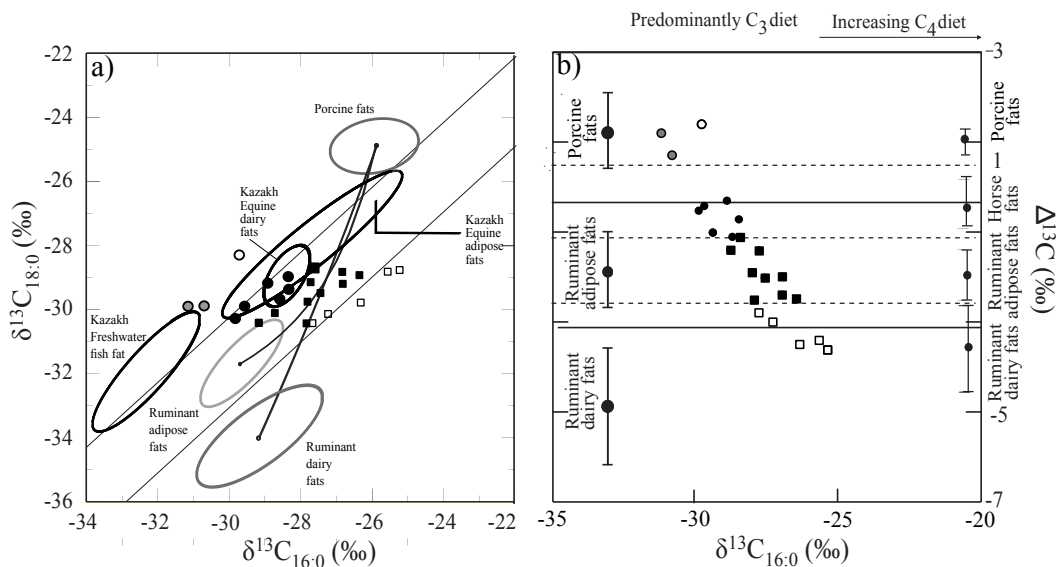 Predominantly C3 diet
Increasing C4 diet
a)
-22
-24
-26
-28
-30
-32
-34
-36
δ13C18:0 (‰)
Porcine fats
Kazakh
Equine
dairy
fats
Kazakh
Equine
adipose
fats
Kazakh
Freshwater
fish fat
Ruminant
adipose
fats
Ruminant
dairy
fats
-34
-32
-30
-28
-26
-24
-22
δ13C16:0 (‰)
b)
Porcine
fats
Ruminant
adipose fats
Ruminant
dairy fats
-3
1
-5
-7
Porcine
fats
Horse
fats
Ruminant
adipose fats
Ruminant
dairy fats
Δ13C (‰)
-35
-30
-25
-20
δ13C16:0 (‰)